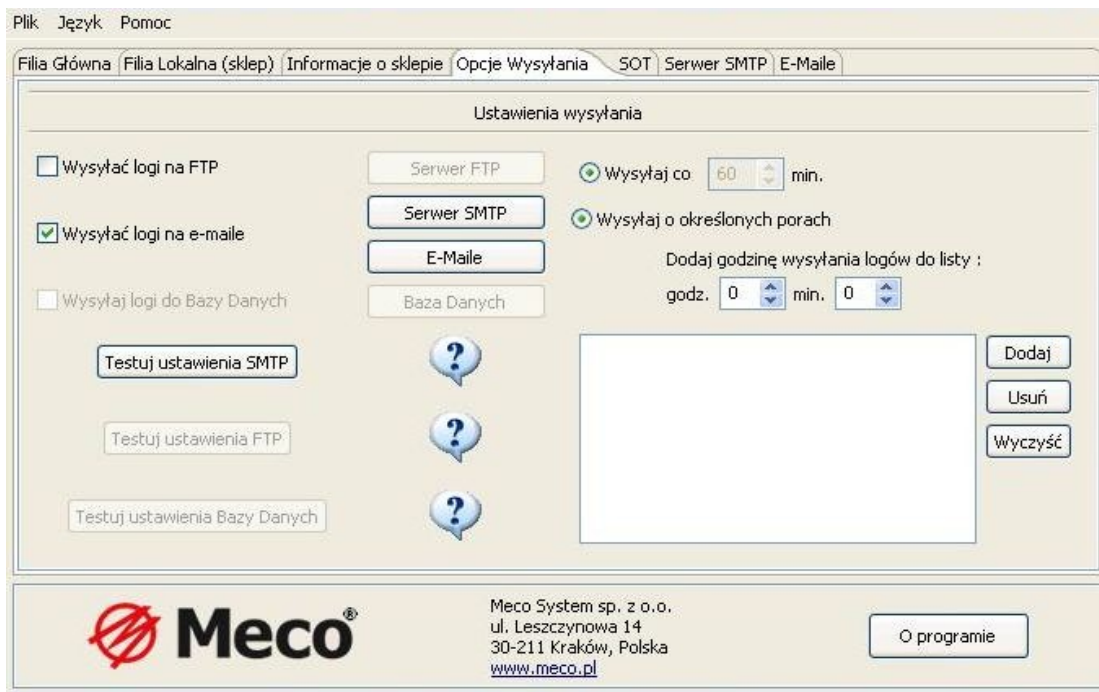 Plik Język Pomoc
Filia Główna Filia Lokalna (sklep) Informacje o sklepie Opcje Wysyłania SOT Serwer SMTP E-Maile
Ustawienia wysyłania
Wysyłać logi na FTP
Serwer FTP
Wysyłaj co 60 min.
Serwer SMTP
Wysyłaj o określonych porach
Wysyłać logi na e-maile
E-Maile
Dodaj godzinę wysyłania logów do listy :
godz. 0 min. 0
Wysyłaj logi do Bazy Danych
Baza Danych
Testuj ustawienia SMTP
?
Dodaj
Usuń
Wyczyść
Testuj ustawienia FTP
?
Testuj ustawienia Bazy Danych
?
Meco®
Meco System sp. z o.o.
ul. Leszczynowa 14
30-211 Kraków, Polska
www.meco.pl
O programie